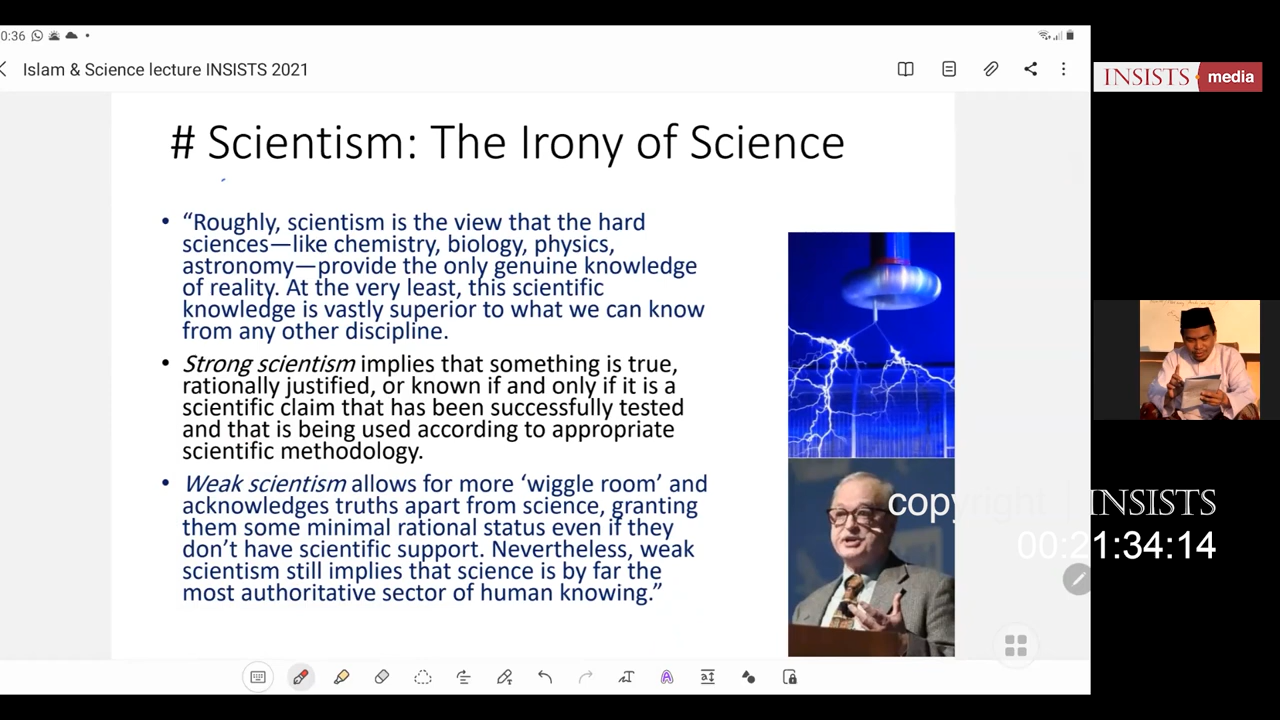 0:36
Islam & Science lecture INSISTS 2021
INSISTS media
# Scientism: The Irony of Science
• “Roughly, scientism is the view that the hard
sciences—like chemistry, biology, physics,
astronomy—provide the only genuine knowledge
of reality. At the very least, this scientific
knowledge is vastly superior to what we can know
from any other discipline.
• Strong scientism implies that something is true,
rationally justified, or known if and only if it is a
scientific claim that has been successfully tested
and that is being used according to appropriate
scientific methodology.
• Weak scientism allows for more ‘wiggle room’ and
acknowledges truths apart from science, granting
them some minimal rational status even if they
don’t have scientific support. Nevertheless, weak
scientism still implies that science is by far the
most authoritative sector of human knowing.”
copyright | INSISTS
00:21:34:14